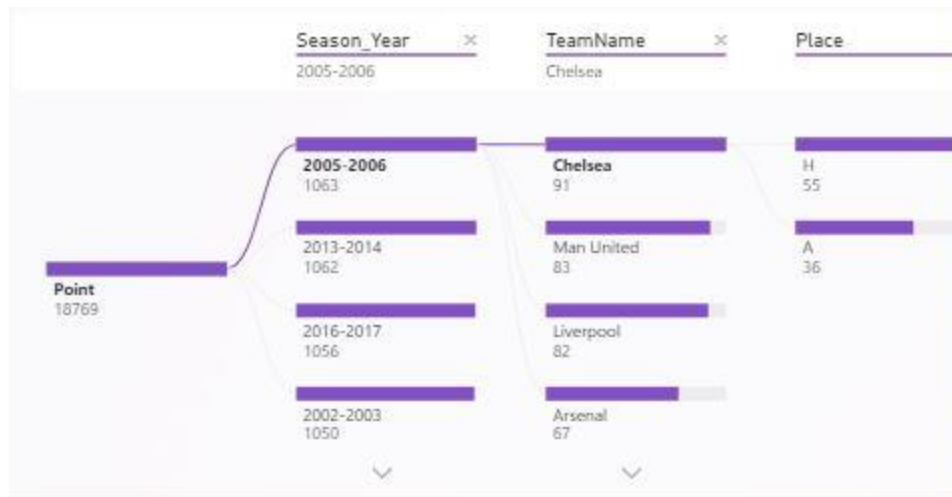 Season_Year
2005-2006
TeamName
Chelsea
Place
Point
18769
2005-2006
1063
2013-2014
1062
2016-2017
1056
2002-2003
1050
Chelsea
91
Man United
83
Liverpool
82
Arsenal
67
H
55
A
36